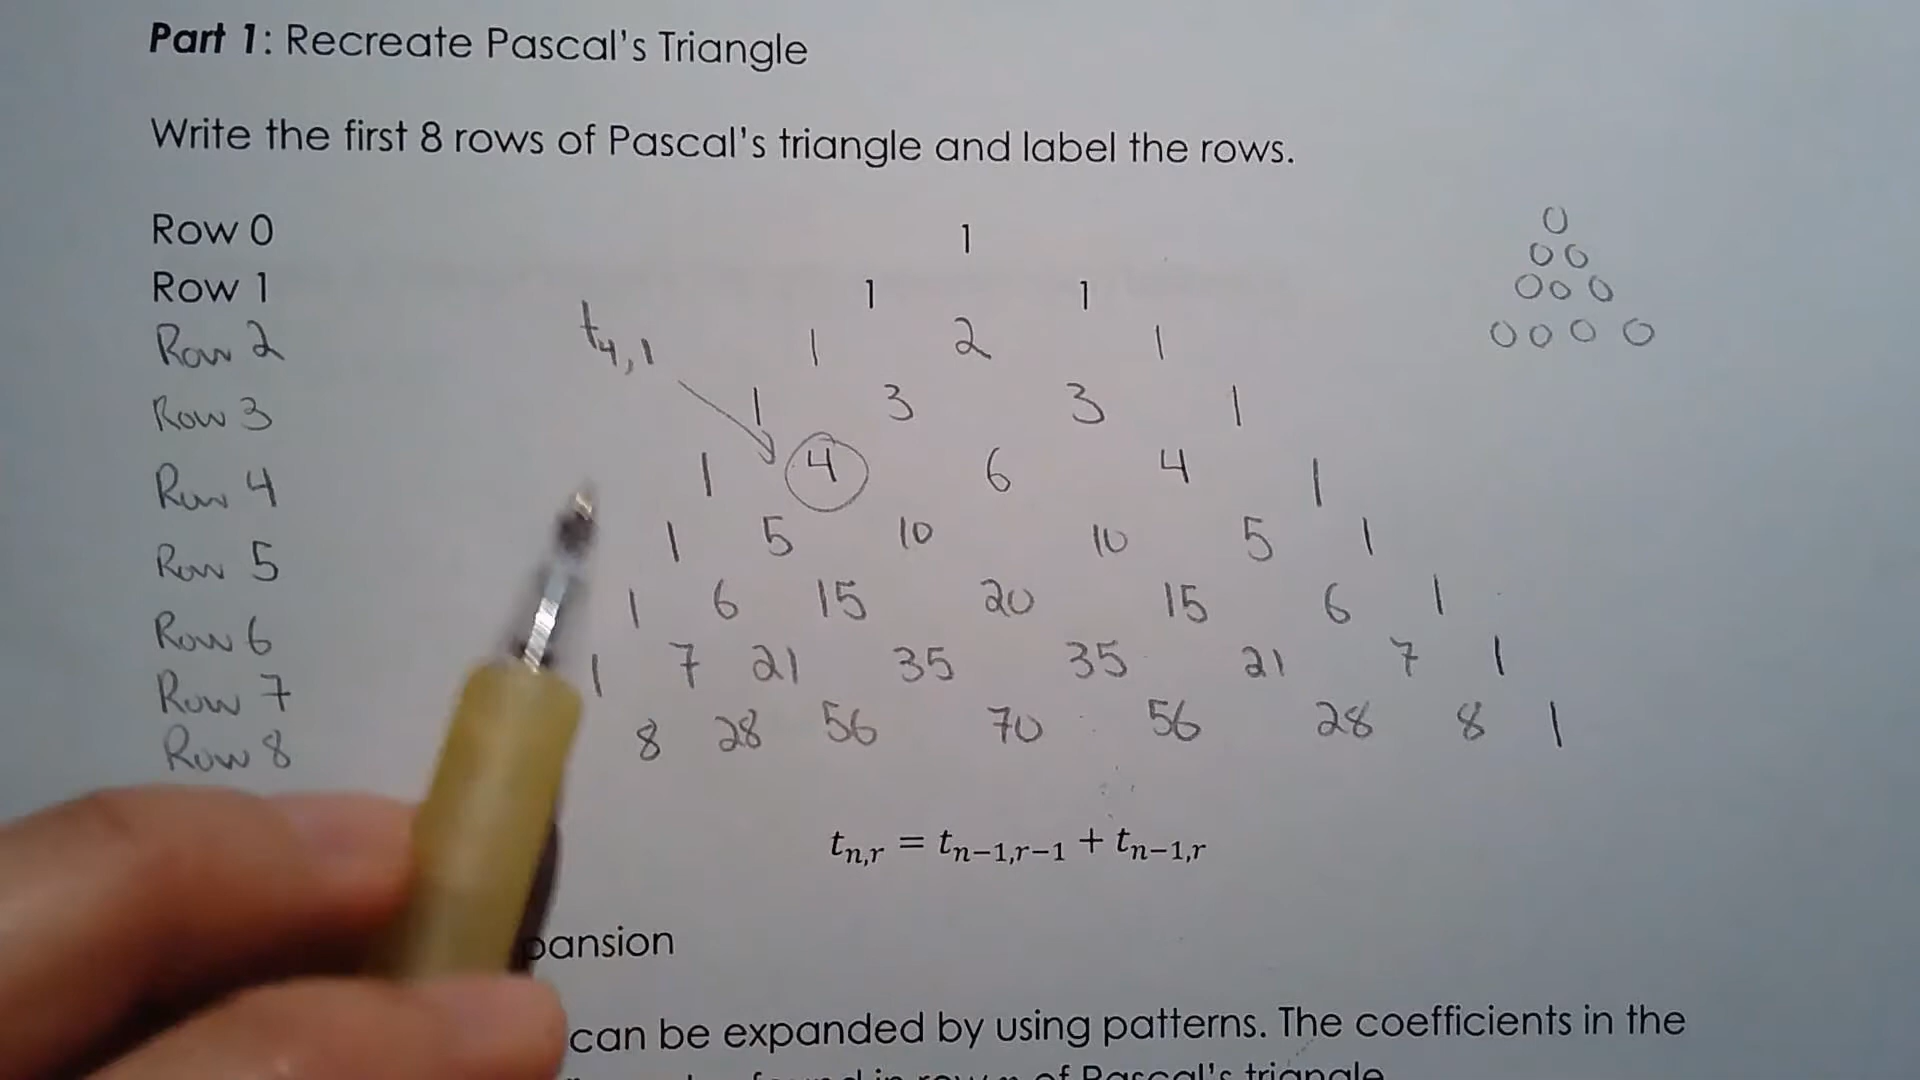 Part 1: Recreate Pascal's Triangle
Write the first 8 rows of Pascal's triangle and label the rows.
Row 0 1
Row 1 1 1
Row 2 1 2 1
t4,1
Row 3 1 3 3 1
Row 4 1 4 6 4 1
Row 5 1 5 10 10 5 1
Row 6 1 6 15 20 15 6 1
Row 7 1 7 21 35 35 21 7 1
Row 8 8 28 56 70 56 28 8 1
tn,r = tn−1,r−1 + tn−1,r
pansion
can be expanded by using patterns. The coefficients in the
of Pascal's triangle